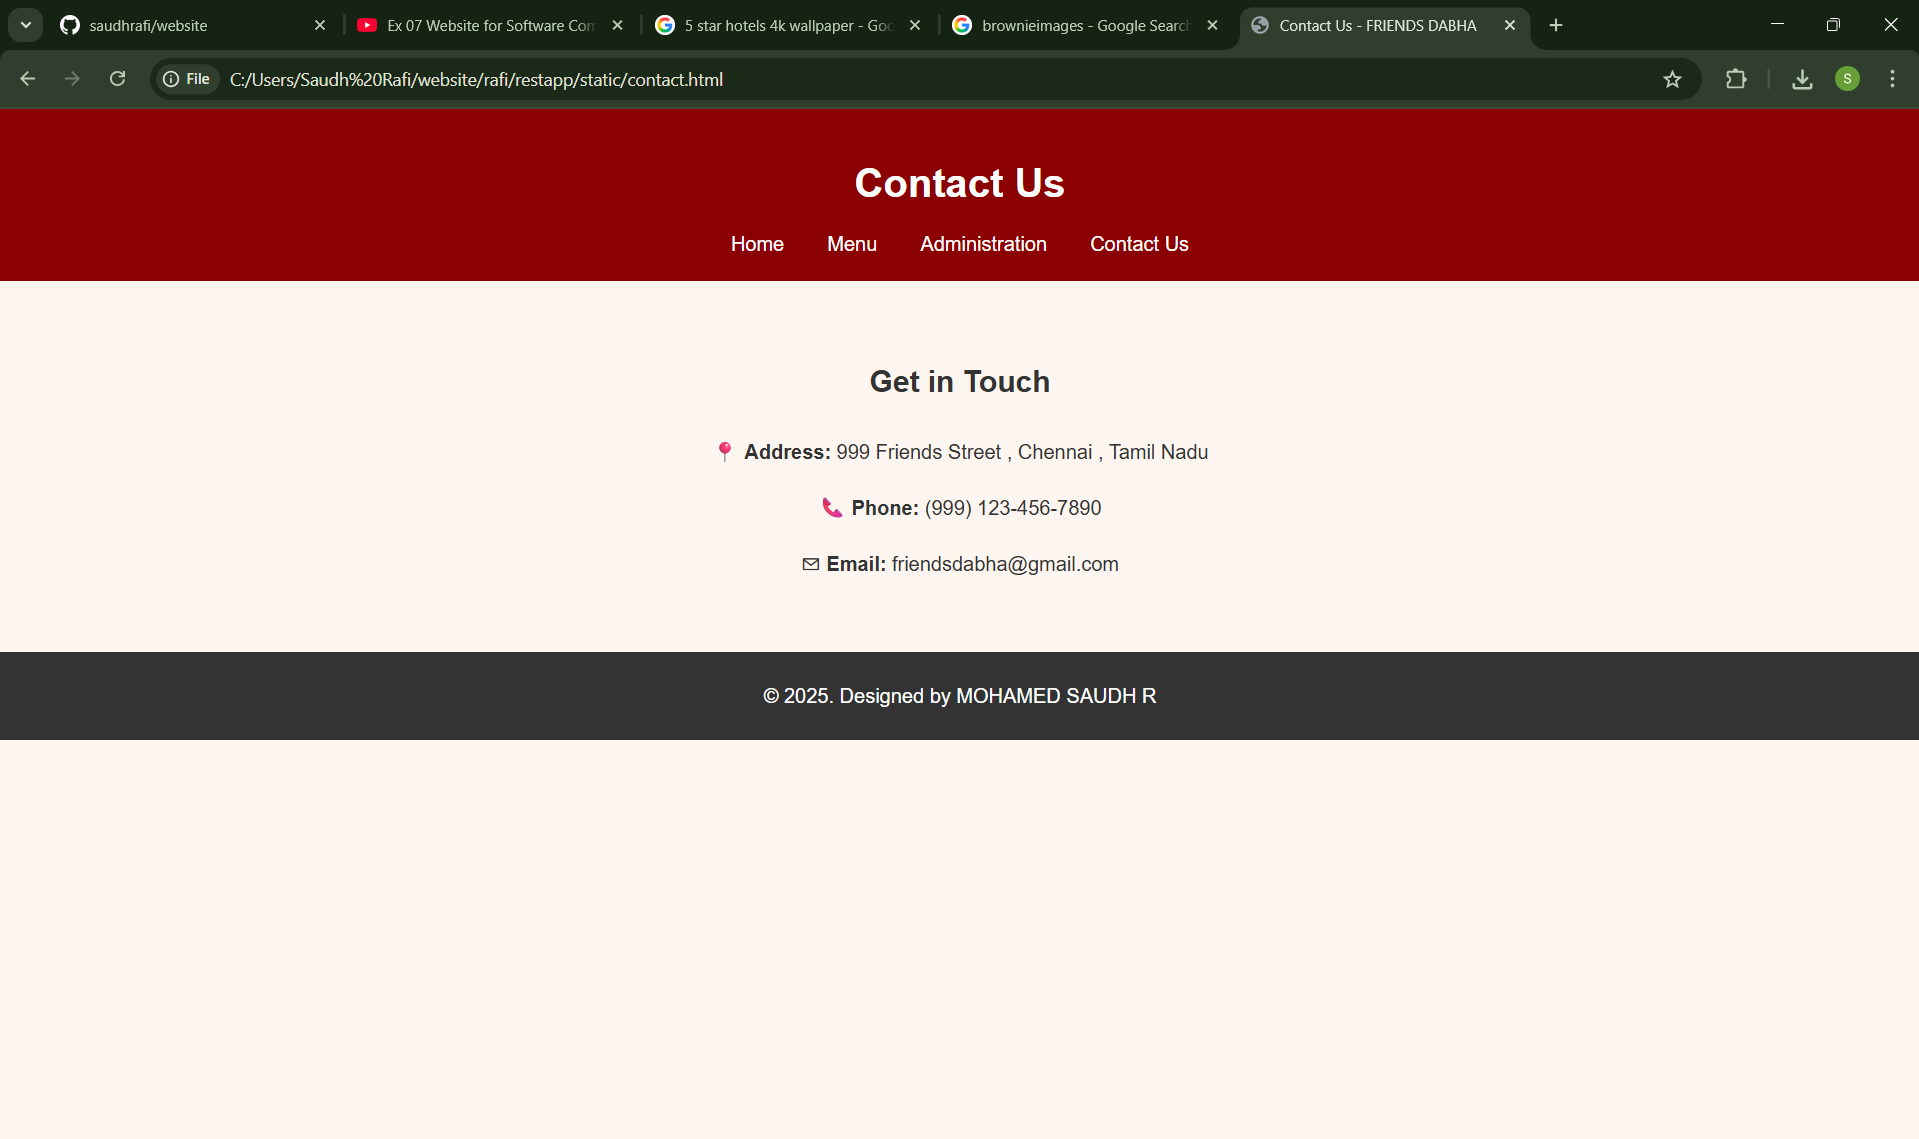 saudhrafi/website
Ex 07 Website for Software Com
5 star hotels 4k wallpaper - Goo
brownieimages - Google Search
Contact Us - FRIENDS DABHA
File
C:/Users/Saudh%20Rafi/website/rafi/restapp/static/contact.html
S
Contact Us
Home Menu Administration Contact Us
Get in Touch
📍 Address: 999 Friends Street , Chennai , Tamil Nadu
📞 Phone: (999) 123-456-7890
✉ Email: friendsdabha@gmail.com
© 2025. Designed by MOHAMED SAUDH R